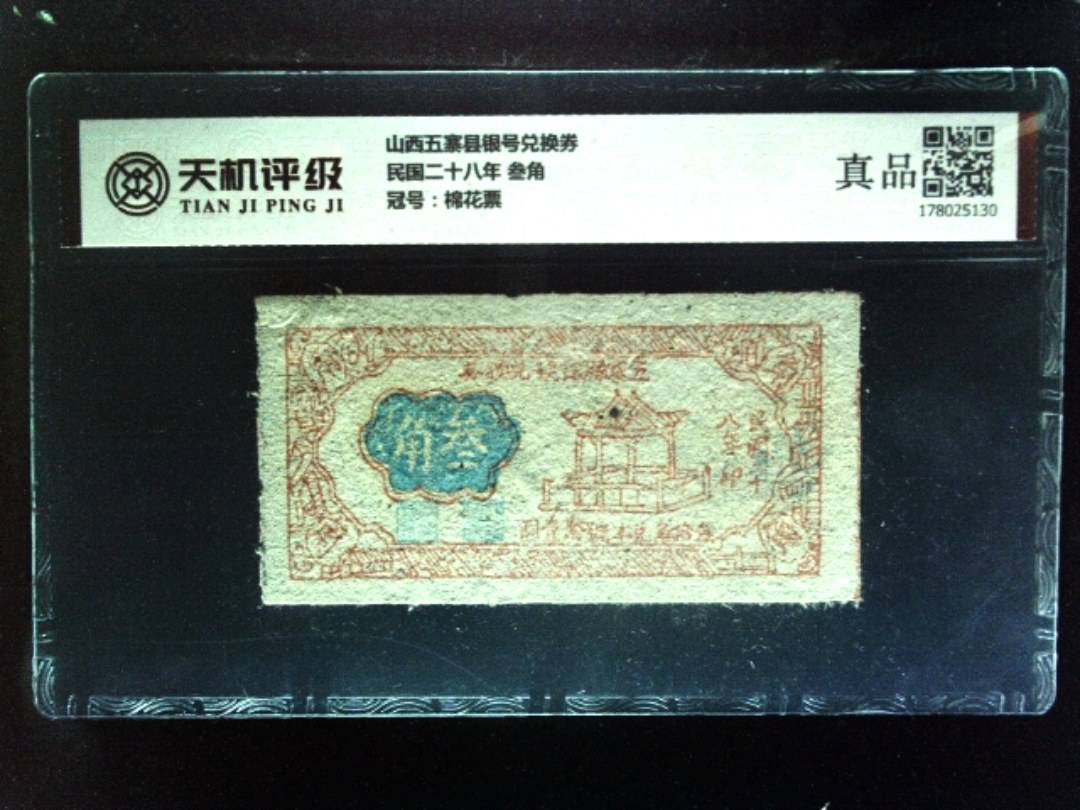 天机评级
TIAN JI PING JI
山西五寨县银号兑换券
民国二十八年 叁角
冠号：棉花票
真品
178025130
叁角